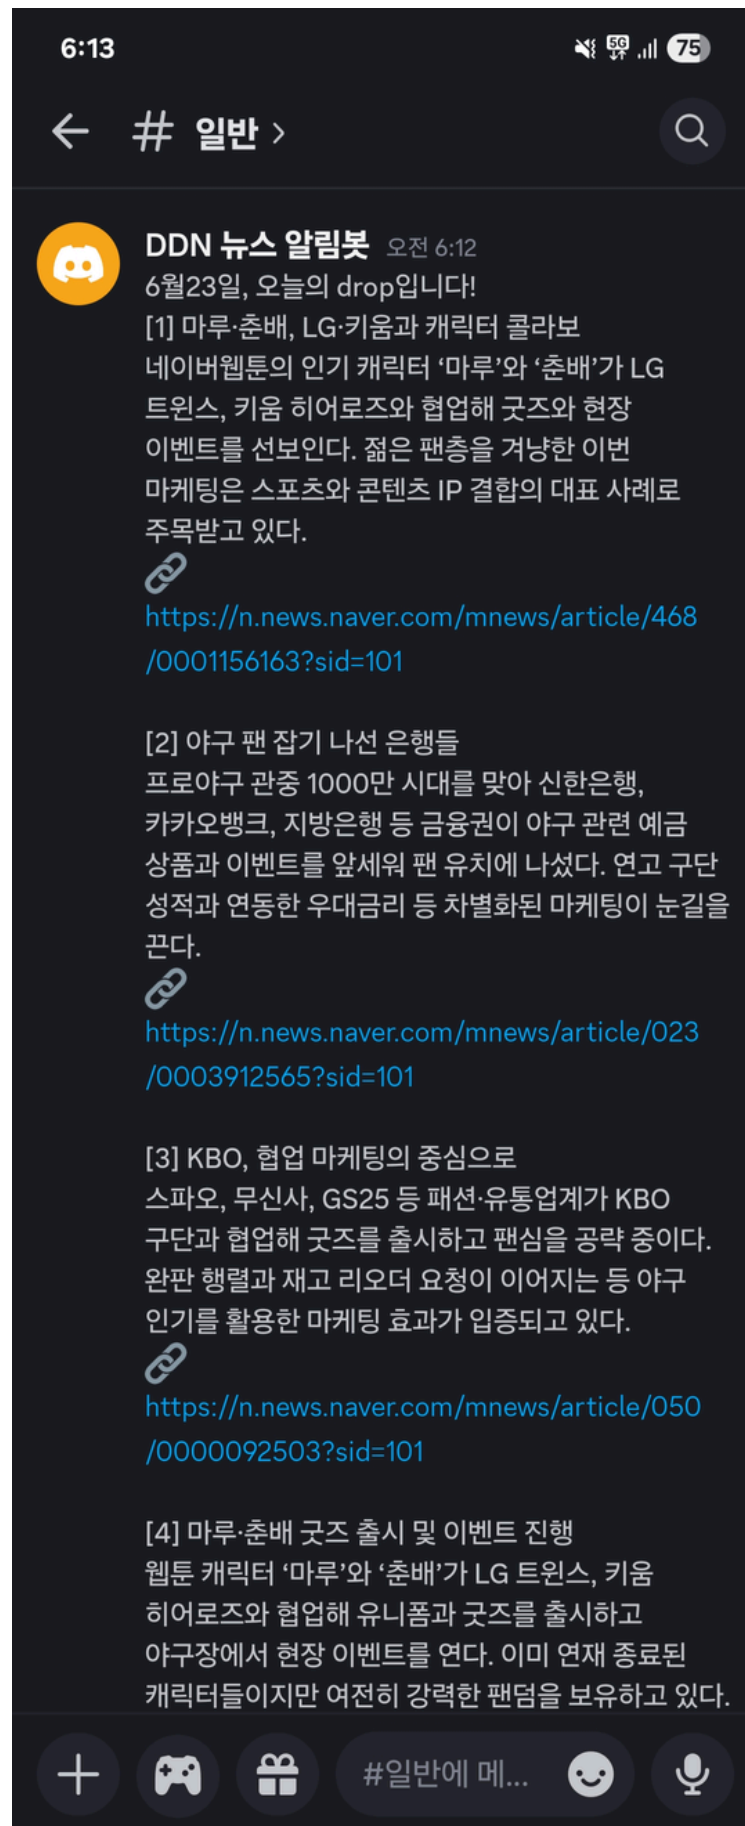 6:13
5G
75
# 일반 >
DDN 뉴스 알림봇 오전 6:12
6월23일, 오늘의 drop입니다!
[1] 마루·춘배, LG·키움과 캐릭터 콜라보
네이버웹툰의 인기 캐릭터 ‘마루’와 ‘춘배’가 LG
트윈스, 키움 히어로즈와 협업해 굿즈와 현장
이벤트를 선보인다. 젊은 팬층을 겨냥한 이번
마케팅은 스포츠와 콘텐츠 IP 결합의 대표 사례로
주목받고 있다.
https://n.news.naver.com/mnews/article/468
/0001156163?sid=101
[2] 야구 팬 잡기 나선 은행들
프로야구 관중 1000만 시대를 맞아 신한은행,
카카오뱅크, 지방은행 등 금융권이 야구 관련 예금
상품과 이벤트를 앞세워 팬 유치에 나섰다. 연고 구단
성적과 연동한 우대금리 등 차별화된 마케팅이 눈길을
끈다.
https://n.news.naver.com/mnews/article/023
/0003912565?sid=101
[3] KBO, 협업 마케팅의 중심으로
스파오, 무신사, GS25 등 패션·유통업계가 KBO
구단과 협업해 굿즈를 출시하고 팬심을 공략 중이다.
완판 행렬과 재고 리오더 요청이 이어지는 등 야구
인기를 활용한 마케팅 효과가 입증되고 있다.
https://n.news.naver.com/mnews/article/050
/0000092503?sid=101
[4] 마루·춘배 굿즈 출시 및 이벤트 진행
웹툰 캐릭터 ‘마루’와 ‘춘배’가 LG 트윈스, 키움
히어로즈와 협업해 유니폼과 굿즈를 출시하고
야구장에서 현장 이벤트를 연다. 이미 연재 종료된
캐릭터들이지만 여전히 강력한 팬덤을 보유하고 있다.
#일반에 메...